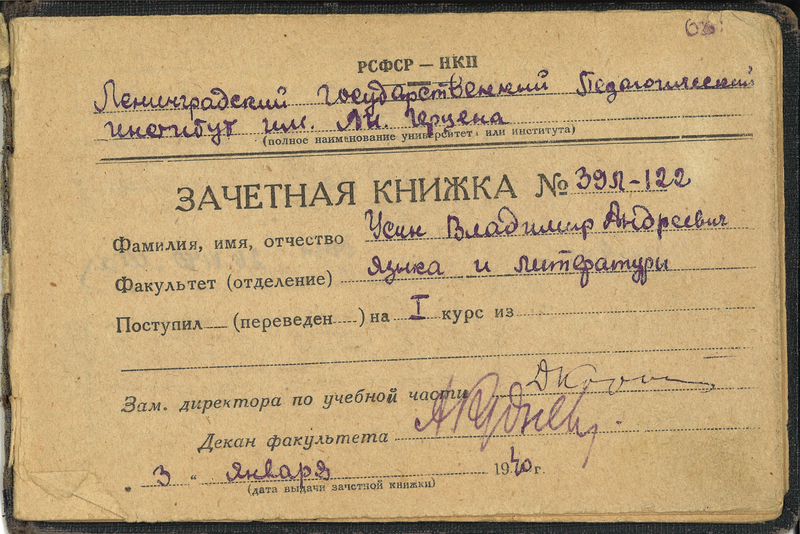 РСФСР — НКП
Ленинградский Государственный Педагогический
институт им. А.И. Герцена
(полное наименование университета или института)
ЗАЧЕТНАЯ КНИЖКА № 39Л-122
Фамилия, имя, отчество Усин Владимир Андреевич
Факультет (отделение) языка и литературы
Поступил (переведен ) на I курс из
Зам. директора по учебной части
Декан факультета
" 3 " января 1940 г.
(дата выдачи зачетной книжки)